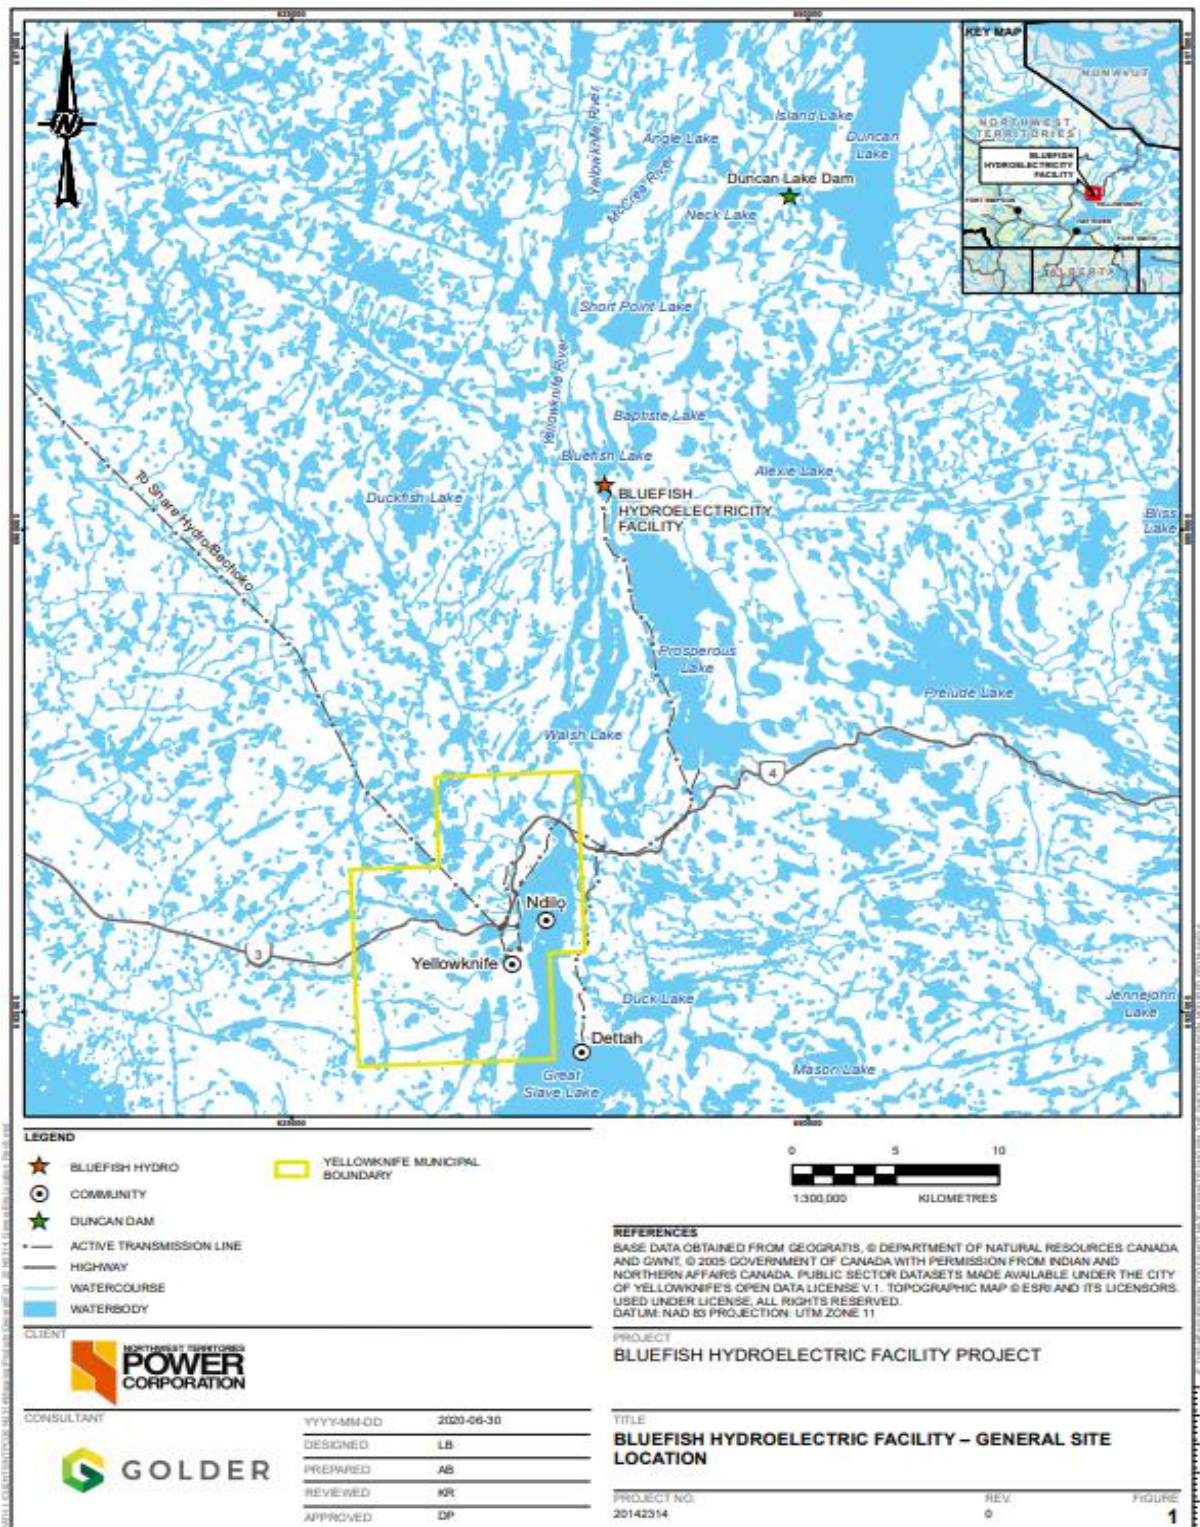 KEY MAP
NUNAVUT
NORTHWEST
TERRITORIES
BLUEFISH
HYDROELECTRICITY
FACILITY
FORT SIMPSON
YELLOWKNIFE
HAY RIVER
FORT SMITH
ALBERTA
N
Yellowknife River
Island Lake
Angle Lake
Duncan
Lake
McCrea River
Duncan Lake Dam
Neck Lake
Short Point Lake
Yellowknife River
Baptiste Lake
Bluefish Lake
Alexie Lake
Duckfish Lake
BLUEFISH
HYDROELECTRICITY
FACILITY
Bliss
Lake
To Snare Hydro/Bechoko
Prosperous
Lake
Prelude Lake
Walsh Lake
4
Ndilo
3
Yellowknife
Duck Lake
Jennejohn
Lake
Dettah
Mason Lake
Great
Slave Lake
LEGEND
BLUEFISH HYDRO
COMMUNITY
DUNCAN DAM
ACTIVE TRANSMISSION LINE
HIGHWAY
WATERCOURSE
WATERBODY
YELLOWKNIFE MUNICIPAL
BOUNDARY
0 5 10
1:300,000 KILOMETRES
REFERENCES
BASE DATA OBTAINED FROM GEOGRATIS, © DEPARTMENT OF NATURAL RESOURCES CANADA
AND GWNT, © 2005 GOVERNMENT OF CANADA WITH PERMISSION FROM INDIAN AND
NORTHERN AFFAIRS CANADA. PUBLIC SECTOR DATASETS MADE AVAILABLE UNDER THE CITY
OF YELLOWKNIFE'S OPEN DATA LICENSE V.1. TOPOGRAPHIC MAP © ESRI AND ITS LICENSORS.
USED UNDER LICENSE, ALL RIGHTS RESERVED.
DATUM: NAD 83 PROJECTION: UTM ZONE 11
CLIENT
NORTHWEST TERRITORIES
POWER
CORPORATION
PROJECT
BLUEFISH HYDROELECTRIC FACILITY PROJECT
CONSULTANT
GOLDER
YYYY-MM-DD 2020-06-30
DESIGNED LB
PREPARED AB
REVIEWED KR
APPROVED DP
TITLE
BLUEFISH HYDROELECTRIC FACILITY – GENERAL SITE
LOCATION
PROJECT NO. REV. FIGURE
20142314 0 1